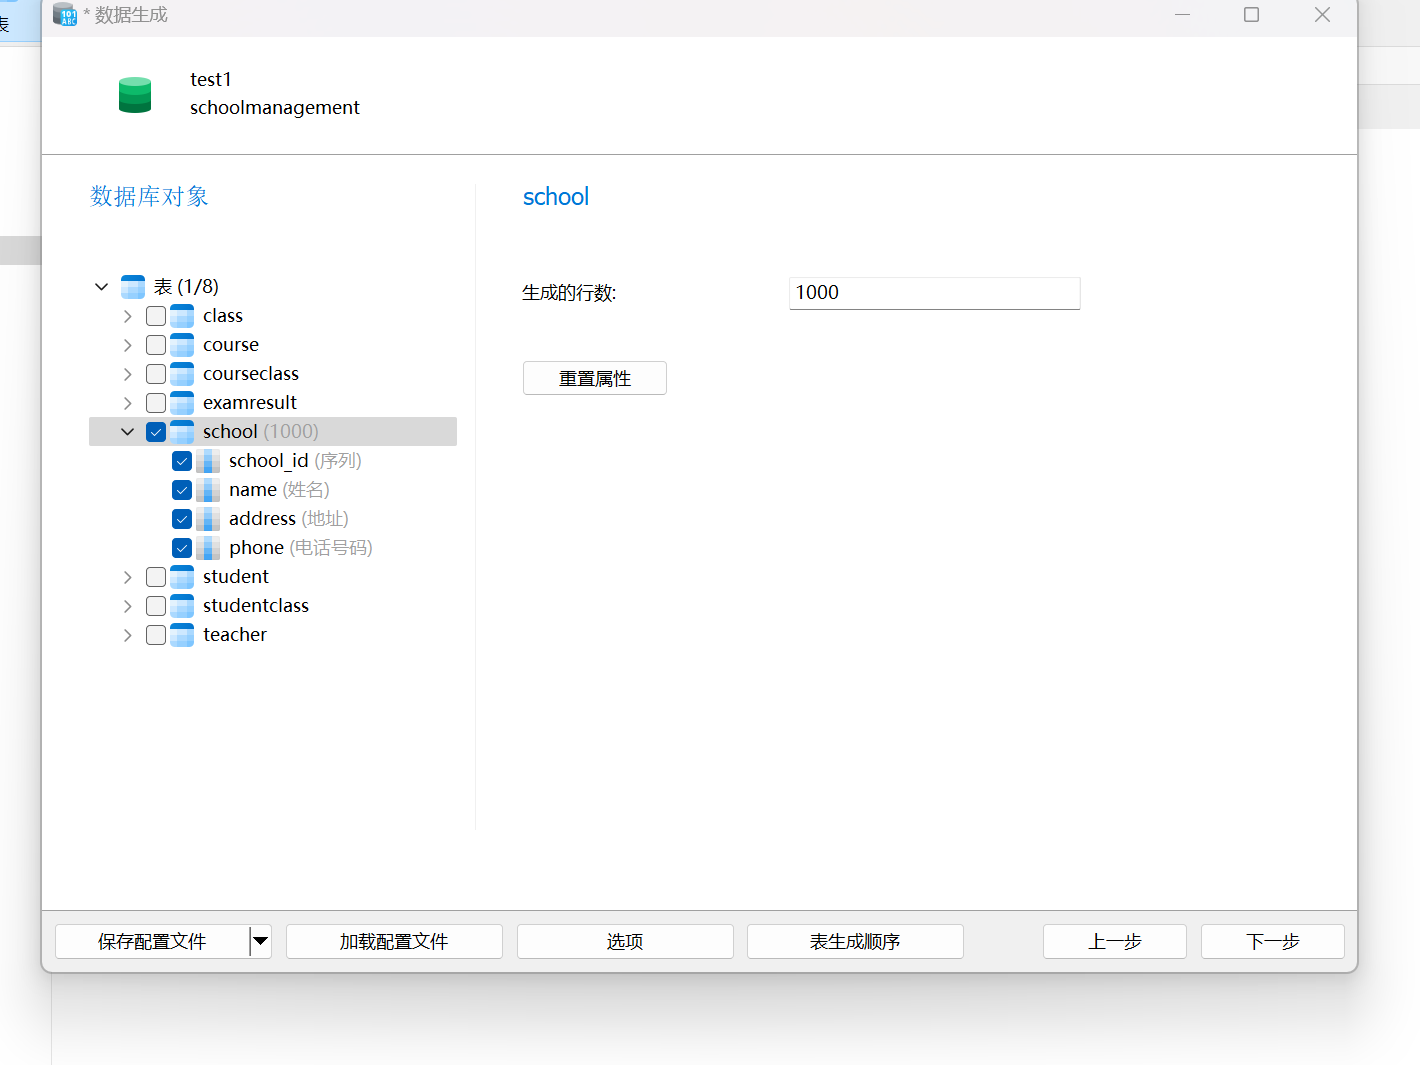 表
* 数据生成
test1
schoolmanagement
数据库对象
school
表 (1/8)
class
course
courseclass
examresult
school (1000)
school_id (序列)
name (姓名)
address (地址)
phone (电话号码)
student
studentclass
teacher
生成的行数:
1000
重置属性
保存配置文件
加载配置文件
选项
表生成顺序
上一步
下一步